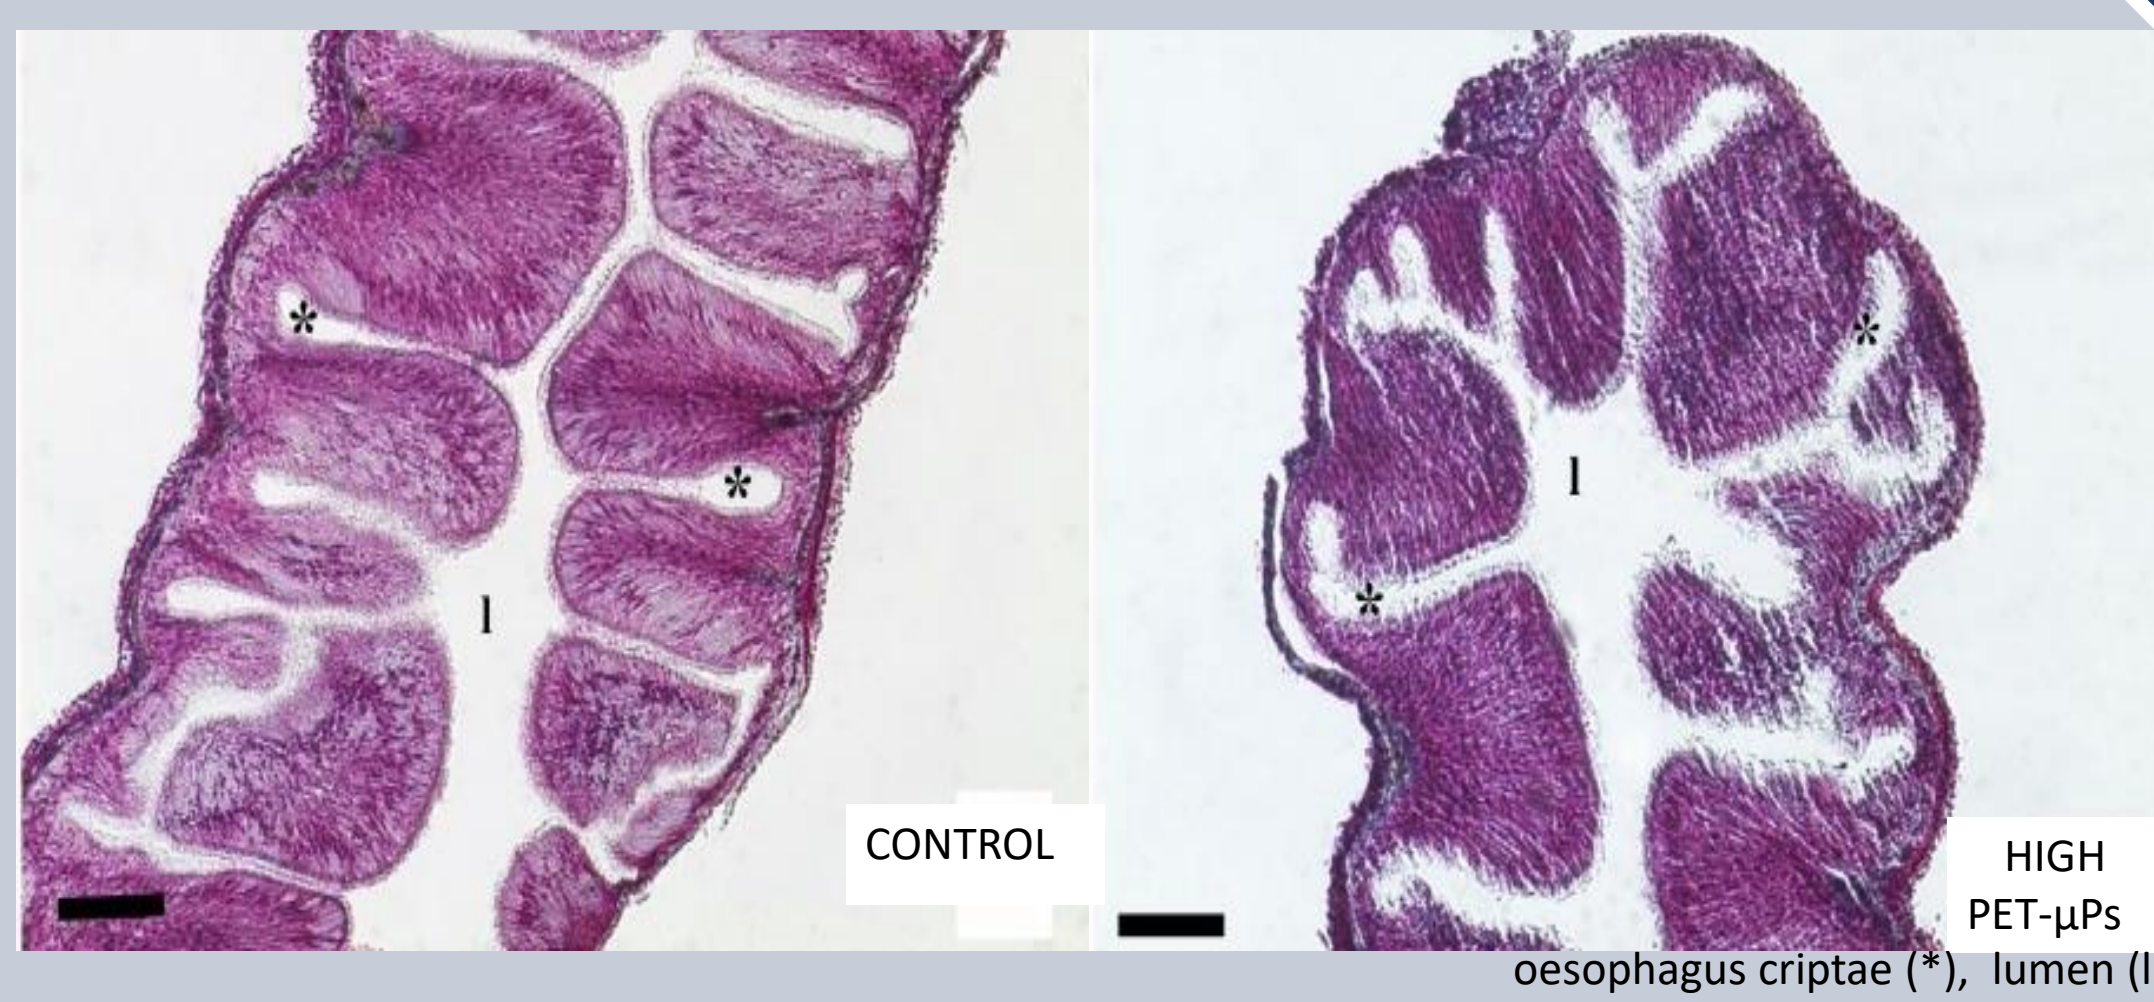 *
*
l
CONTROL
*
l
*
HIGH
PET-µPs
oesophagus criptae (*), lumen (l